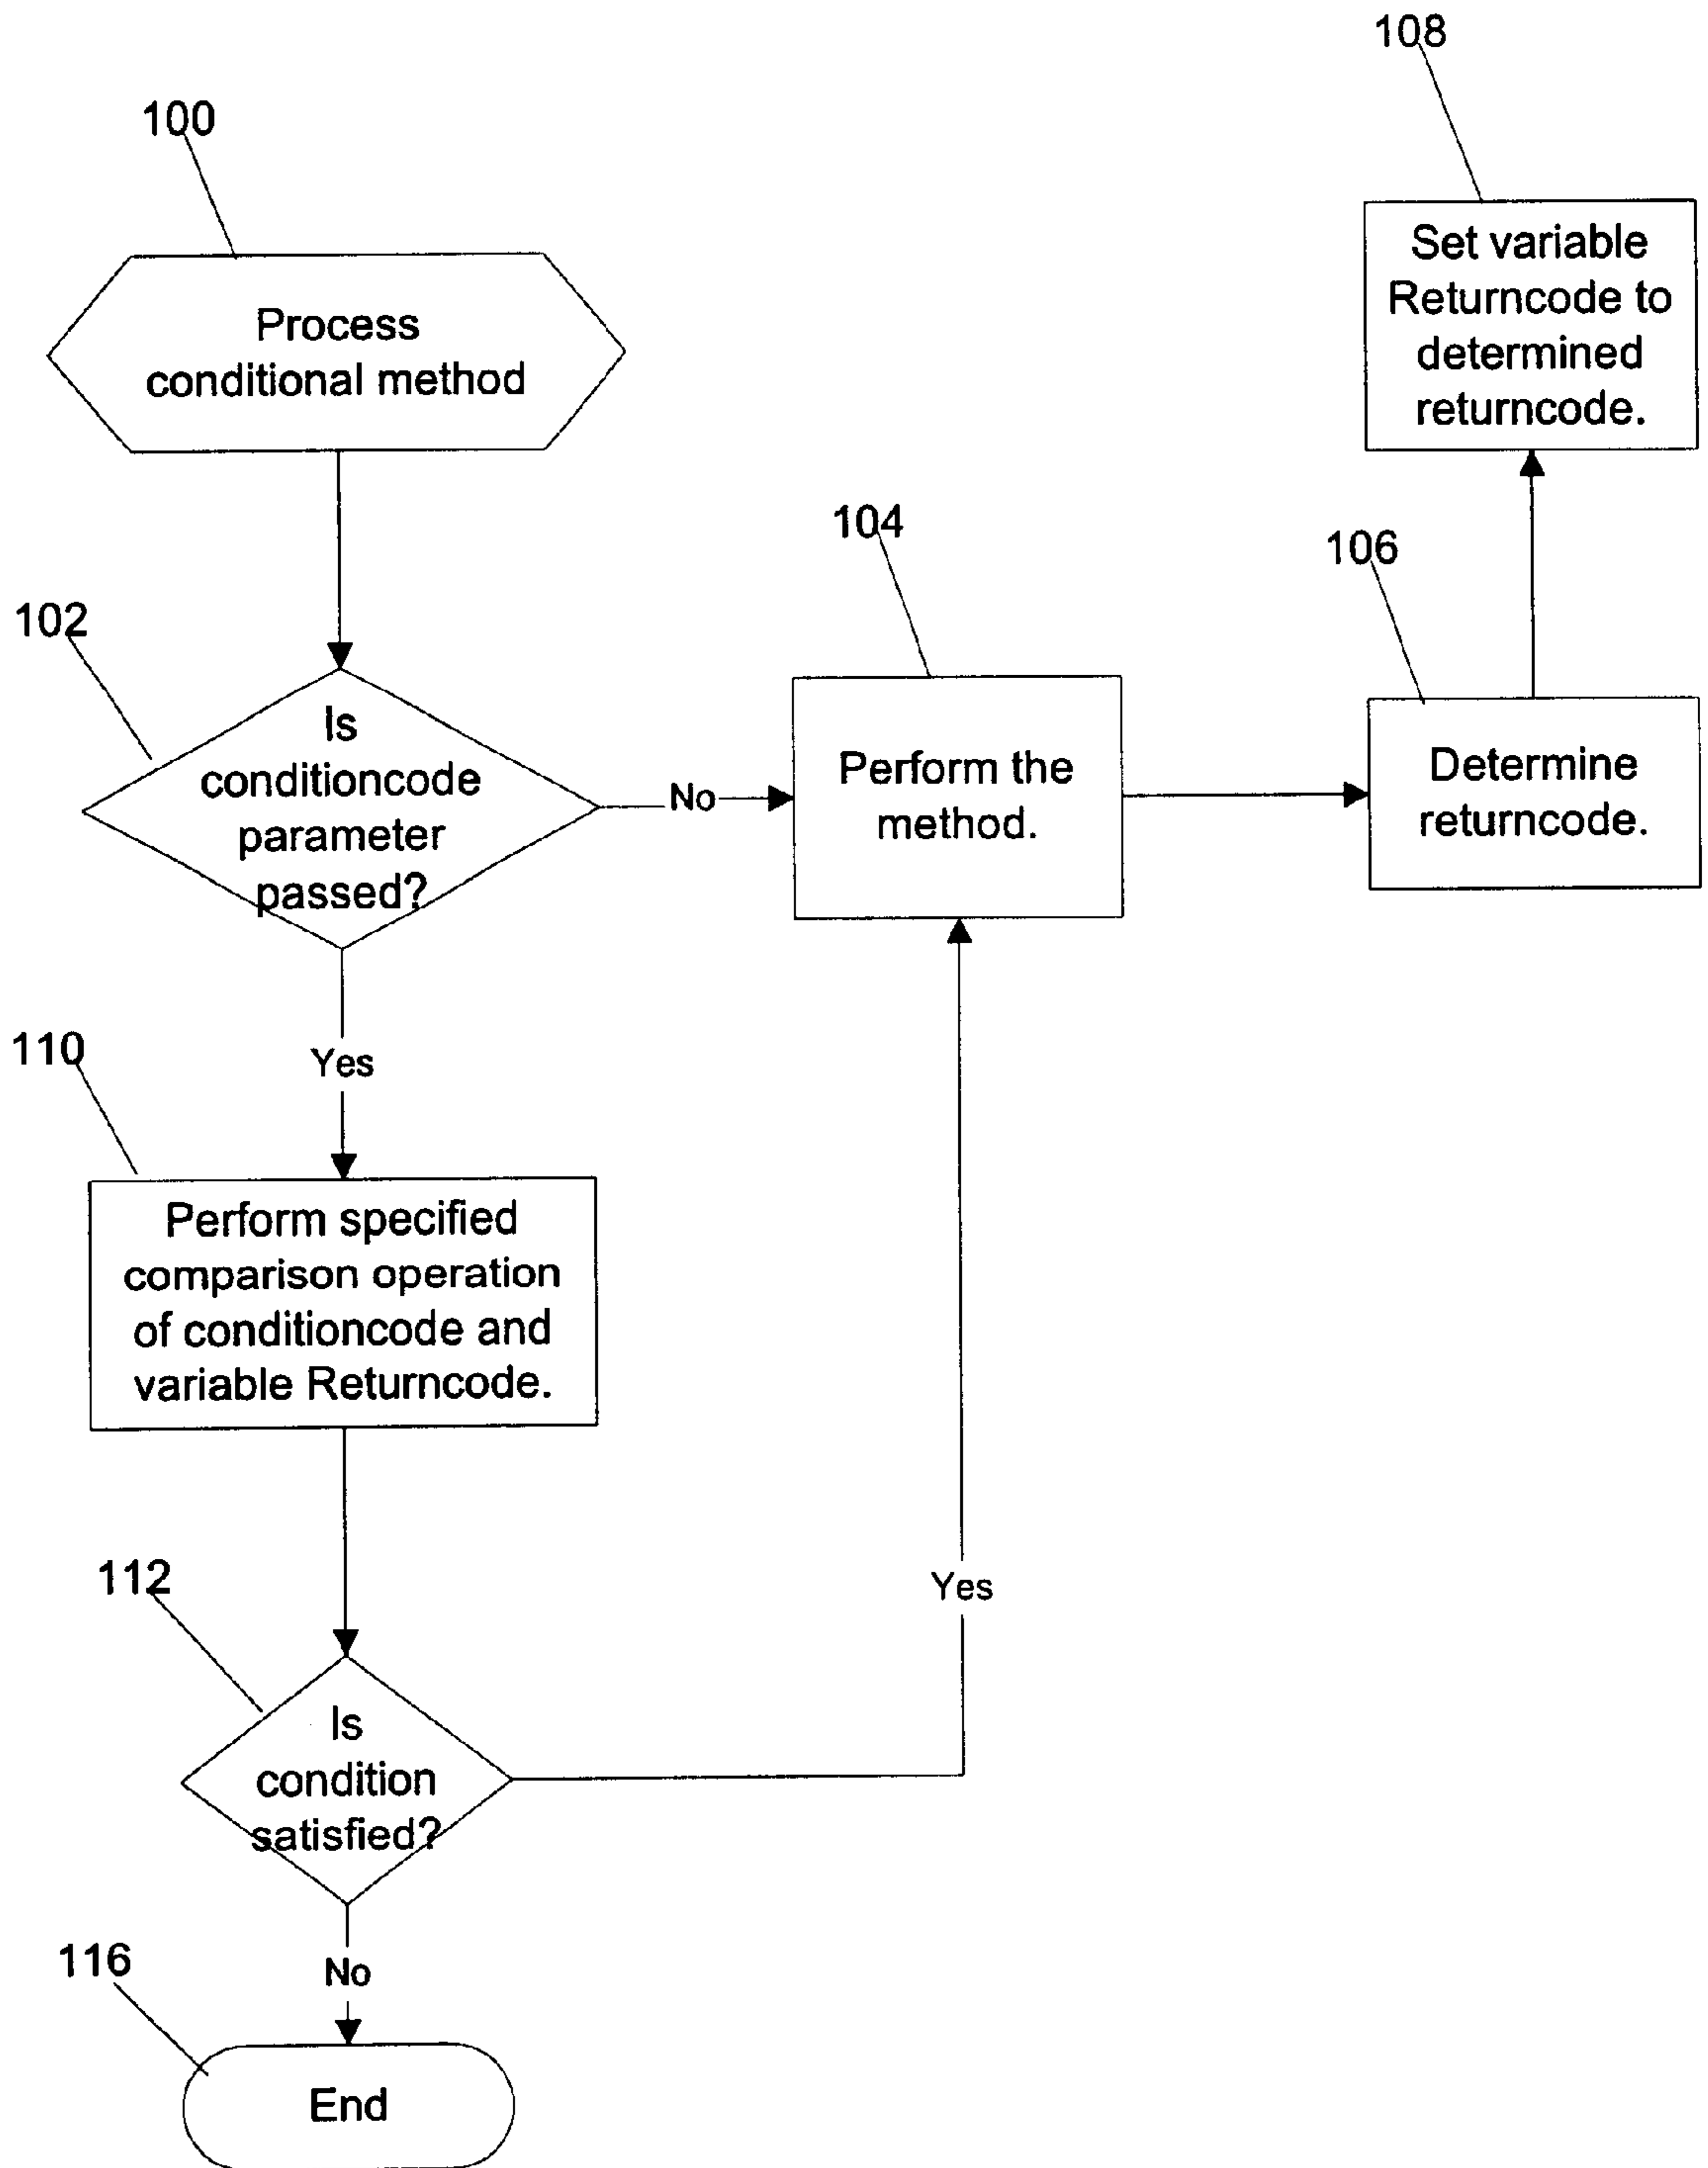 108
100
Set variable
Returncode to
determined
returncode.
Process
conditional method
104
106
102
Is
conditioncode
parameter
passed?
No
Perform the
method.
Determine
returncode.
110
Yes
Perform specified
comparison operation
of conditioncode and
variable Returncode.
112
Yes
Is
condition
satisfied?
116
No
End